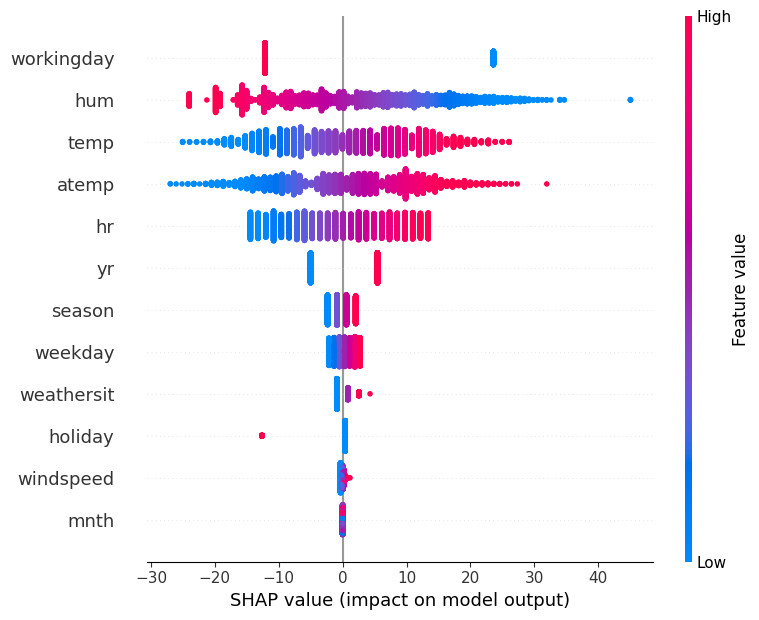 High
workingday
hum
temp
atemp
hr
yr
season
weekday
weathersit
holiday
windspeed
mnth
Feature value
Low
−30 −20 −10 0 10 20 30 40
SHAP value (impact on model output)